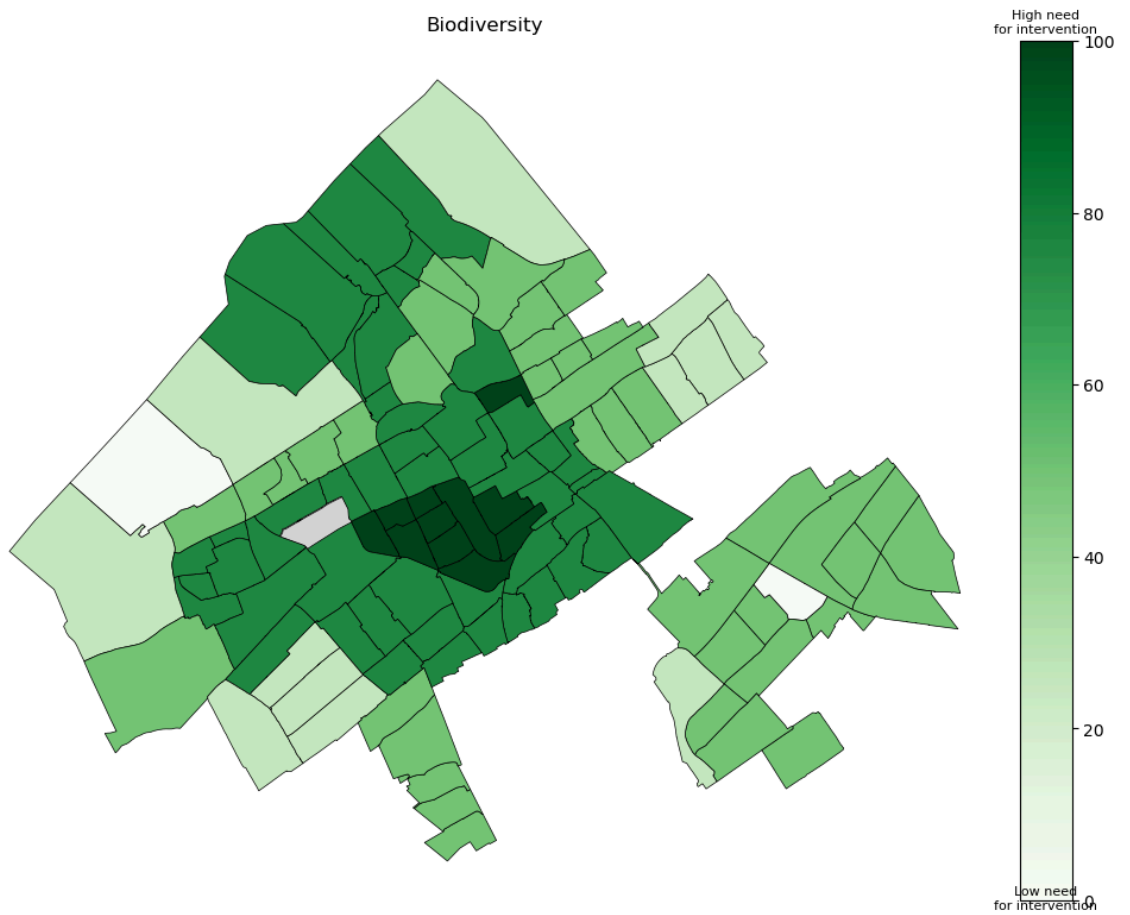 High need
for intervention
Biodiversity
100
80
60
40
20
0
Low need
for intervention